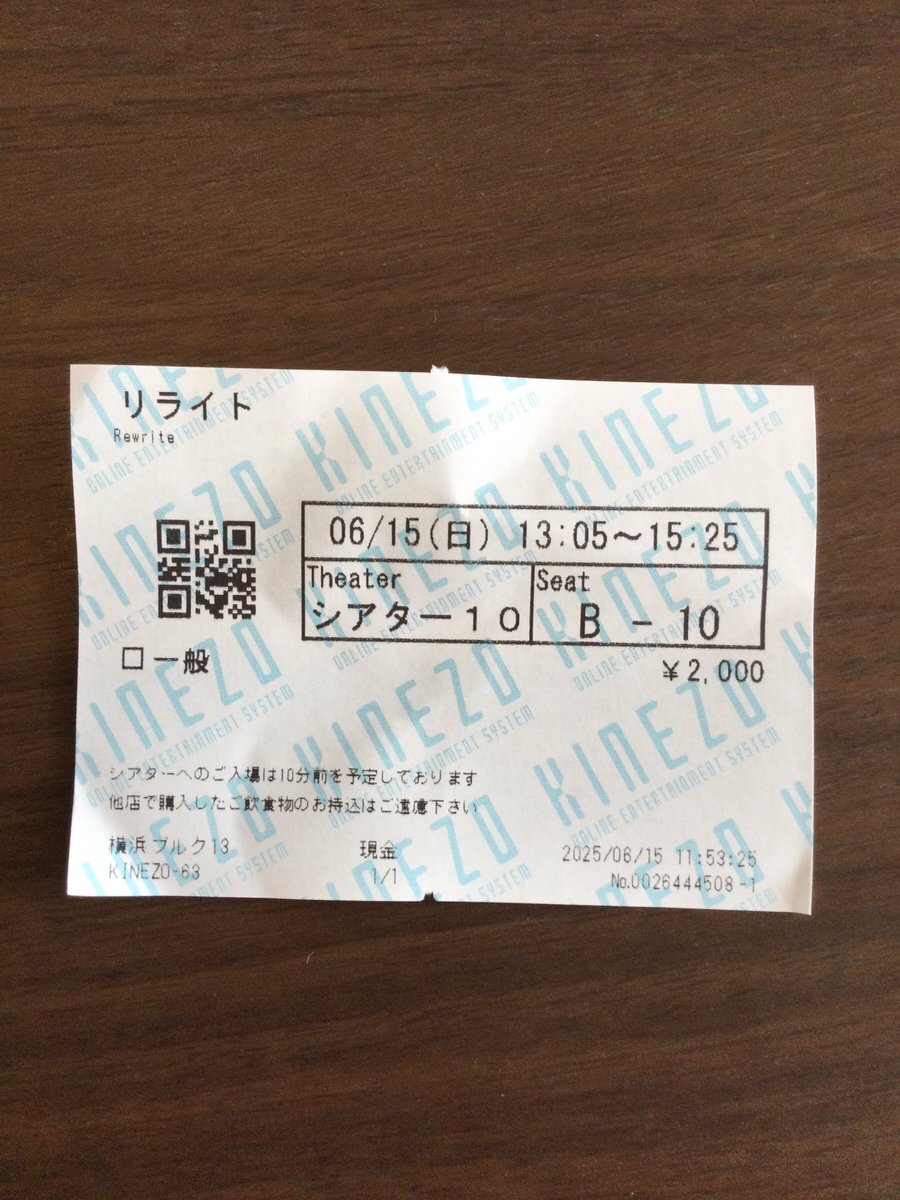 リライト
Rewrite
06/15(日) 13:05～15:25
Theater
シアター10
Seat
B - 10
□一般
¥2,000
シアターへのご入場は10分前を予定しております
他店で購入したご飲食物のお持込はご遠慮下さい
横浜ブルク13
現金
2025/06/15 11:53:25
KINEZO-63
1/1
No.0026444508-1
KINEZO
ONLINE ENTERTAINMENT SYSTEM